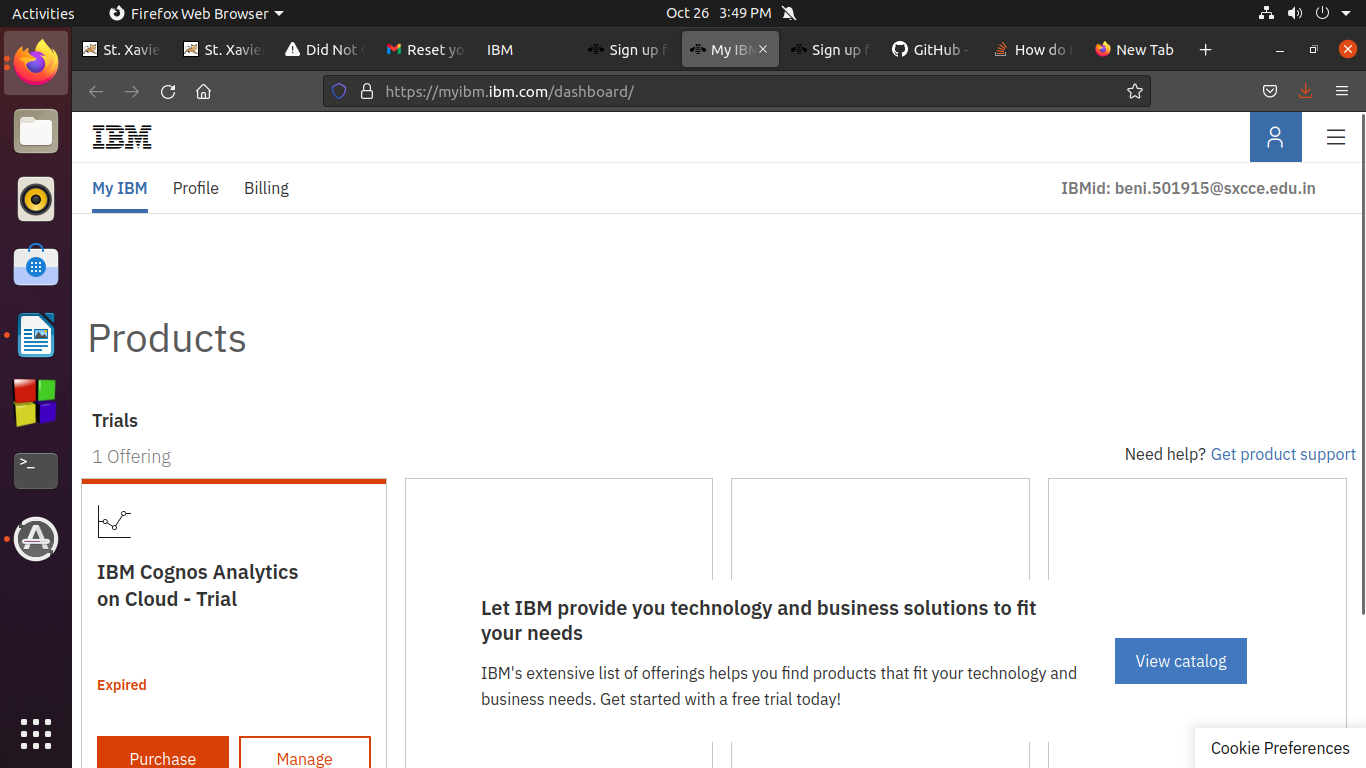 Activities
Firefox Web Browser
Oct 26 3:49 PM
St. Xavie
St. Xavie
Did Not
Reset yo
IBM
Sign up f
My IBM
Sign up f
GitHub -
How do
New Tab
https://myibm.ibm.com/dashboard/
IBM
My IBM
Profile
Billing
IBMid: beni.501915@sxcce.edu.in
Products
Trials
1 Offering
Need help? Get product support
IBM Cognos Analytics
on Cloud - Trial
Expired
Purchase
Manage
Let IBM provide you technology and business solutions to fit
your needs
IBM's extensive list of offerings helps you find products that fit your technology and
business needs. Get started with a free trial today!
View catalog
Cookie Preferences